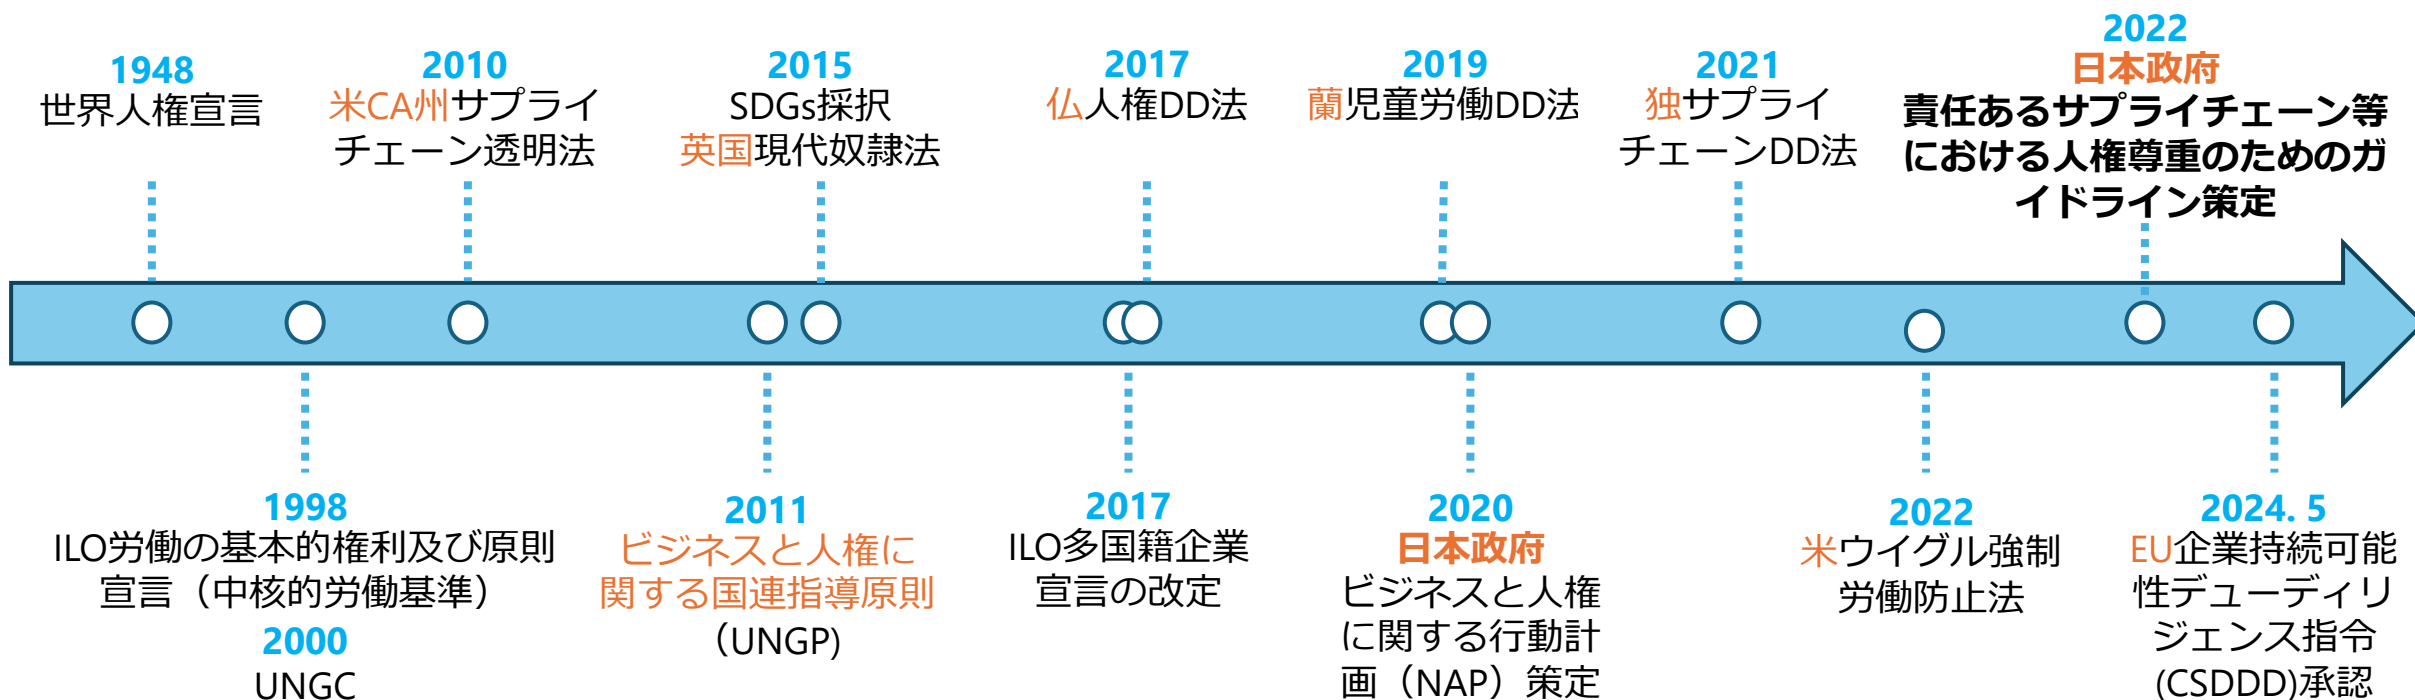 1948
世界人権宣言
2010
米CA州サプライ
チェーン透明法
2015
SDGs採択
英国現代奴隷法
2017
仏人権DD法
2019
蘭児童労働DD法
2021
独サプライ
チェーンDD法
2022
日本政府
責任あるサプライチェーン等
における人権尊重のためのガ
イドライン策定
1998
ILO労働の基本的権利及び原則
宣言（中核的労働基準）
2000
UNGC
2011
ビジネスと人権に
関する国連指導原則
（UNGP)
2017
ILO多国籍企業
宣言の改定
2020
日本政府
ビジネスと人権
に関する行動計
画（NAP）策定
2022
米ウイグル強制
労働防止法
2024. 5
EU企業持続可能
性デューディリ
ジェンス指令
(CSDDD)承認